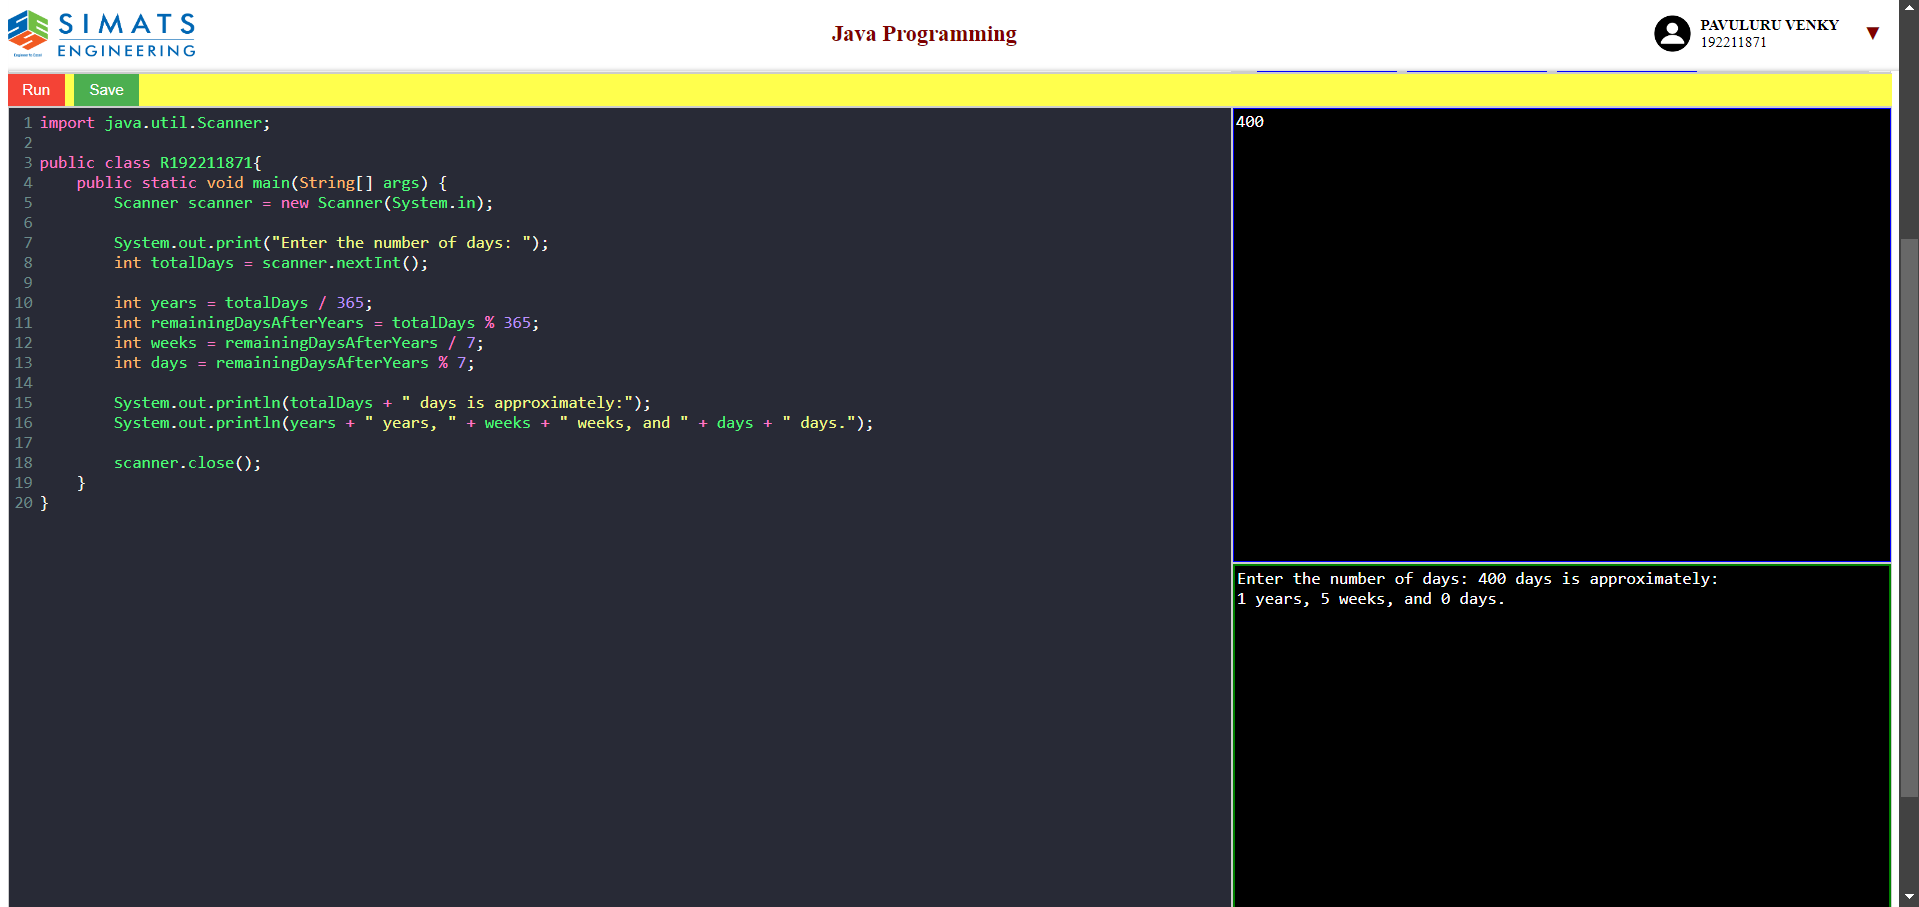 SIMATS
ENGINEERING
Java Programming
PAVULURU VENKY
192211871
Run Save
1 import java.util.Scanner;
2
3 public class R192211871{
4     public static void main(String[] args) {
5         Scanner scanner = new Scanner(System.in);
6
7         System.out.print("Enter the number of days: ");
8         int totalDays = scanner.nextInt();
9
10         int years = totalDays / 365;
11         int remainingDaysAfterYears = totalDays % 365;
12         int weeks = remainingDaysAfterYears / 7;
13         int days = remainingDaysAfterYears % 7;
14
15         System.out.println(totalDays + " days is approximately:");
16         System.out.println(years + " years, " + weeks + " weeks, and " + days + " days.");
17
18         scanner.close();
19     }
20 }
400
Enter the number of days: 400 days is approximately:
1 years, 5 weeks, and 0 days.